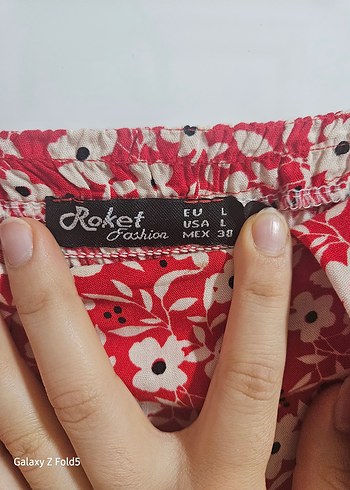 Roket
Fashion
EU L
USA L
MEX 38
Galaxy Z Fold5